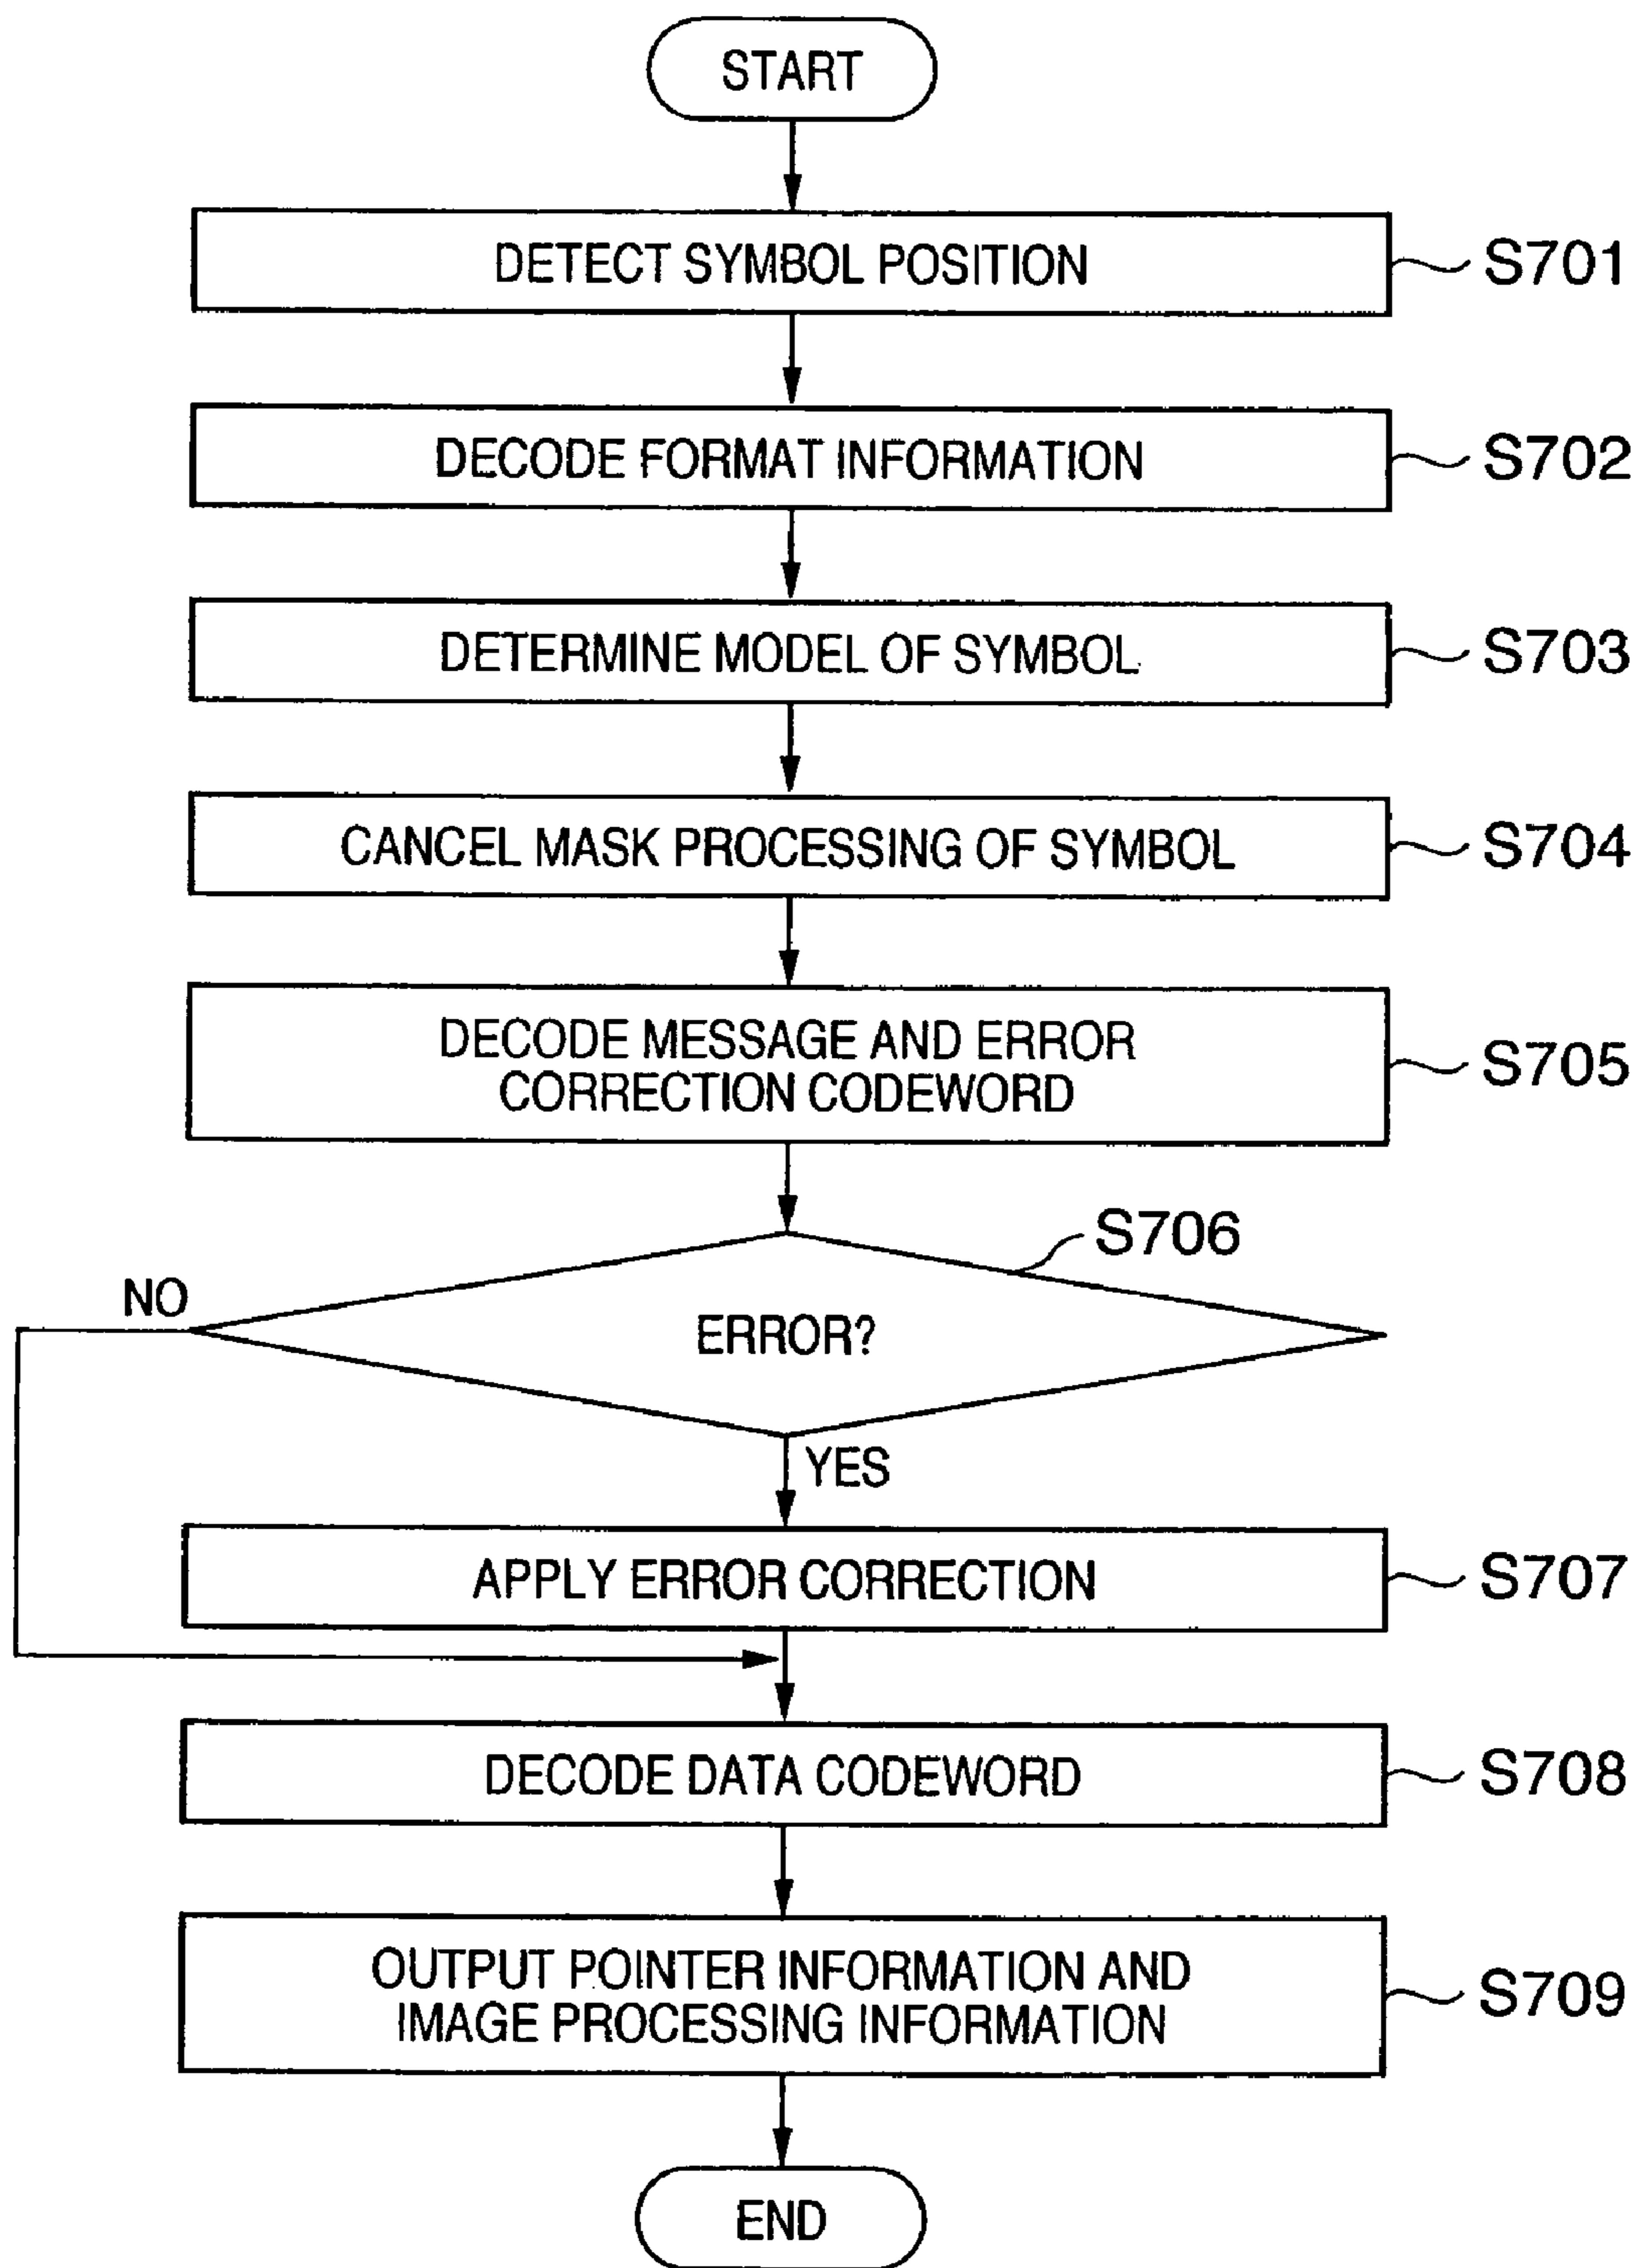 START
DETECT SYMBOL POSITION
S701
DECODE FORMAT INFORMATION
S702
DETERMINE MODEL OF SYMBOL
S703
CANCEL MASK PROCESSING OF SYMBOL
S704
DECODE MESSAGE AND ERROR
CORRECTION CODEWORD
S705
S706
NO
ERROR?
YES
APPLY ERROR CORRECTION
S707
DECODE DATA CODEWORD
S708
OUTPUT POINTER INFORMATION AND
IMAGE PROCESSING INFORMATION
S709
END